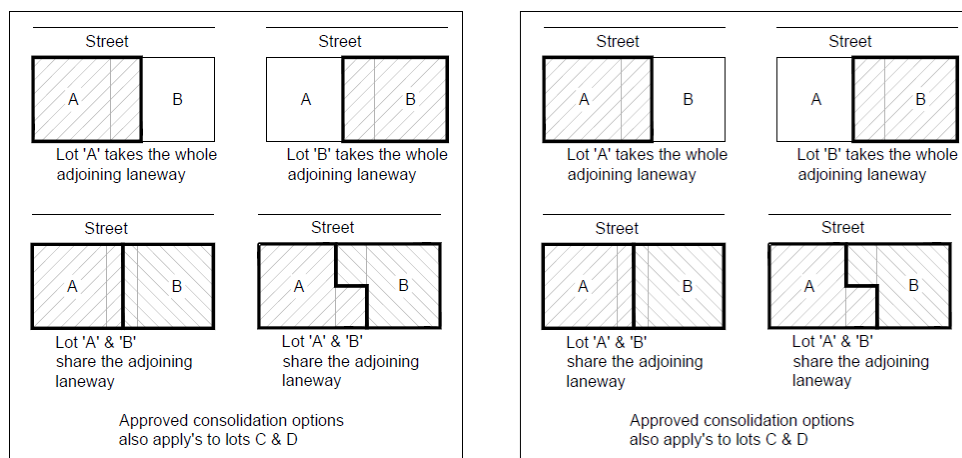 Street
A
B
Lot 'A' takes the whole
adjoining laneway
Street
A
B
Lot 'B' takes the whole
adjoining laneway
Street
A
B
Lot 'A' & 'B'
share the adjoining
laneway
Street
A
B
Lot 'A' & 'B'
share the adjoining
laneway
Approved consolidation options
also apply's to lots C & D
Street
A
B
Lot 'A' takes the whole
adjoining laneway
Street
A
B
Lot 'B' takes the whole
adjoining laneway
Street
A
B
Lot 'A' & 'B'
share the adjoining
laneway
Street
A
B
Lot 'A' & 'B'
share the adjoining
laneway
Approved consolidation options
also apply's to lots C & D